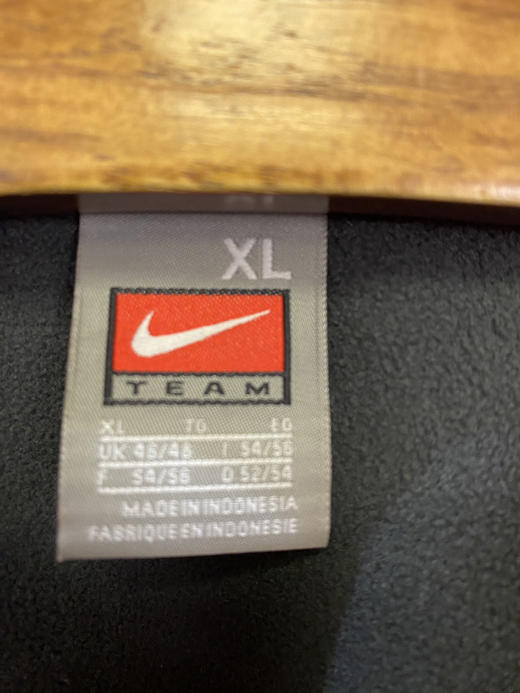 XL
TEAM
XL TG EG
UK 46/48 I 54/56
F 54/56 D 52/54
MADE IN INDONESIA
FABRIQUE EN INDONESIE